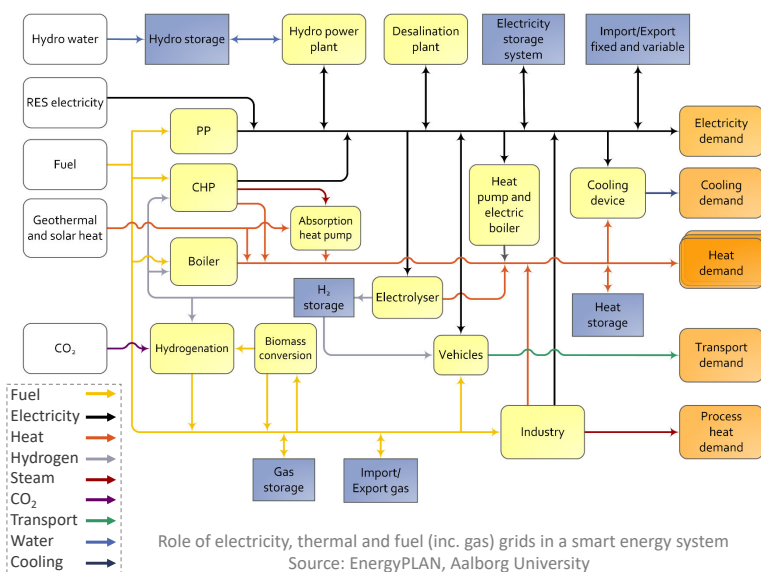 Hydro water
Hydro storage
Hydro power
plant
Desalination
plant
Electricity
storage
system
Import/Export
fixed and variable
RES electricity
PP
Electricity
demand
Fuel
CHP
Heat
pump and
electric
boiler
Cooling
device
Cooling
demand
Geothermal
and solar heat
Absorption
heat pump
Boiler
Heat
demand
H₂
storage
Electrolyser
Heat
storage
CO₂
Hydrogenation
Biomass
conversion
Vehicles
Transport
demand
Industry
Process
heat
demand
Gas
storage
Import/
Export gas
Fuel
Electricity
Heat
Hydrogen
Steam
CO₂
Transport
Water
Cooling
Role of electricity, thermal and fuel (inc. gas) grids in a smart energy system
Source: EnergyPLAN, Aalborg University